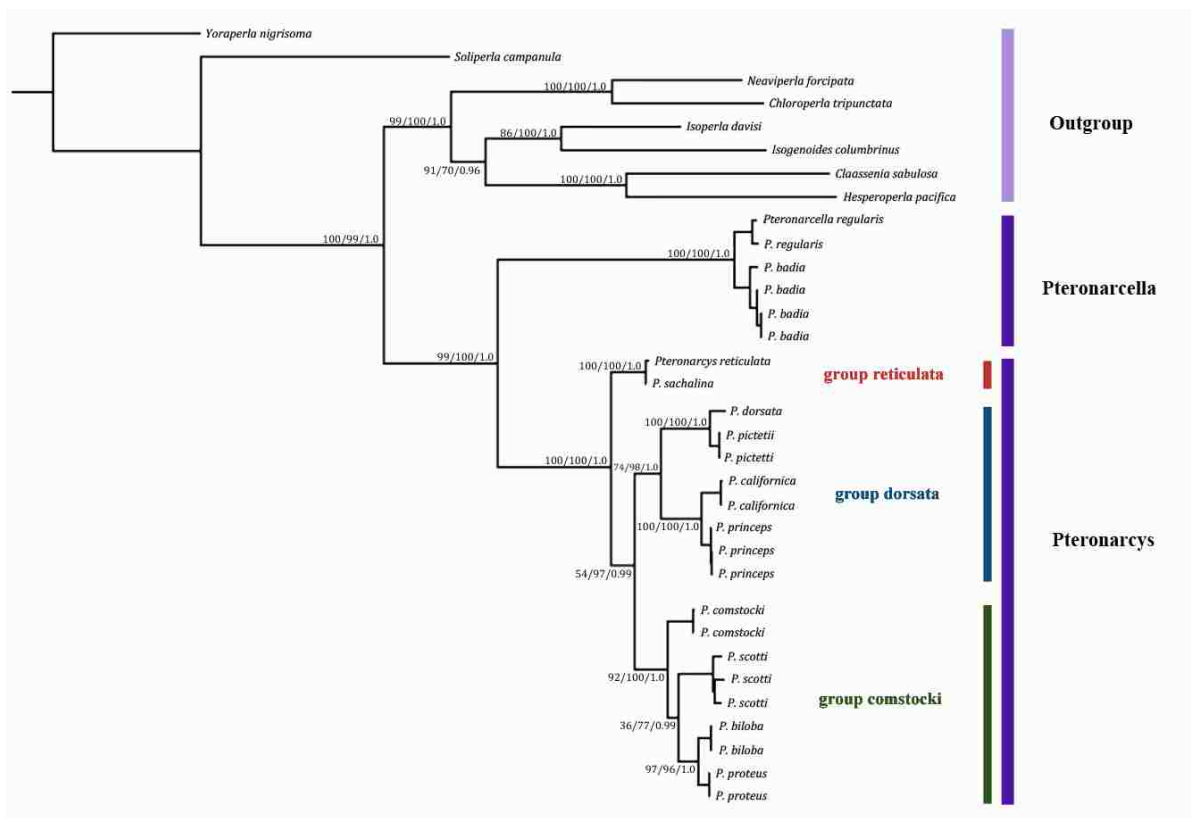 Yoraperla nigrisoma
Soliperla campanula
100/100/1.0
Neaviperla forcipata
Chloroperla tripunctata
Outgroup
99/100/1.0
86/100/1.0
Isoperla davisi
Isogenoides columbrinus
91/70/0.96
100/100/1.0
Claassenia sabulosa
Hesperoperla pacifica
100/99/1.0
100/100/1.0
Pteronarcella regularis
P. regularis
P. badia
P. badia
P. badia
P. badia
Pteronarcella
99/100/1.0
100/100/1.0
Pteronarcys reticulata
P. sachalina
group reticulata
100/100/1.0
P. dorsata
P. pictetii
P. pictetti
100/100/1.0
74/98/1.0
P. californica
P. californica
group dorsata
100/100/1.0
P. princeps
P. princeps
P. princeps
Pteronarcys
54/97/0.99
P. comstocki
P. comstocki
92/100/1.0
P. scotti
P. scotti
P. scotti
group comstocki
36/77/0.99
P. biloba
P. biloba
97/96/1.0
P. proteus
P. proteus